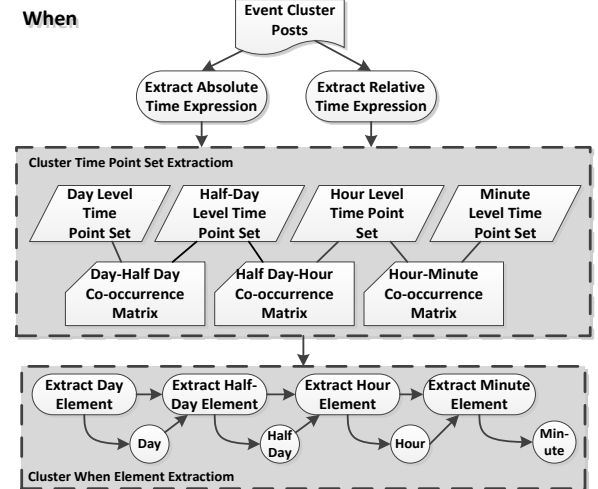 When
Event Cluster
Posts
Extract Absolute
Time Expression
Extract Relative
Time Expression
Cluster Time Point Set Extractiom
Day Level
Time
Point Set
Half-Day
Level Time
Point Set
Hour Level
Time Point
Set
Minute
Level Time
Point Set
Day-Half Day
Co-occurrence
Matrix
Half Day-Hour
Co-occurrence
Matrix
Hour-Minute
Co-occurrence
Matrix
Extract Day
Element
Extract Half-
Day Element
Extract Hour
Element
Extract Minute
Element
Day
Half
Day
Hour
Min-
ute
Cluster When Element Extractiom